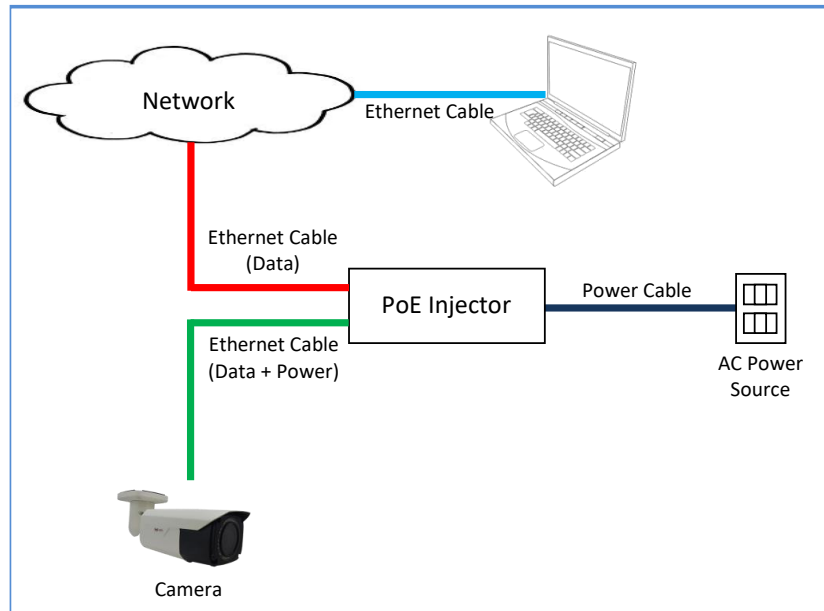 Network
Ethernet Cable
Ethernet Cable
(Data)
PoE Injector
Power Cable
Ethernet Cable
(Data + Power)
AC Power
Source
Camera